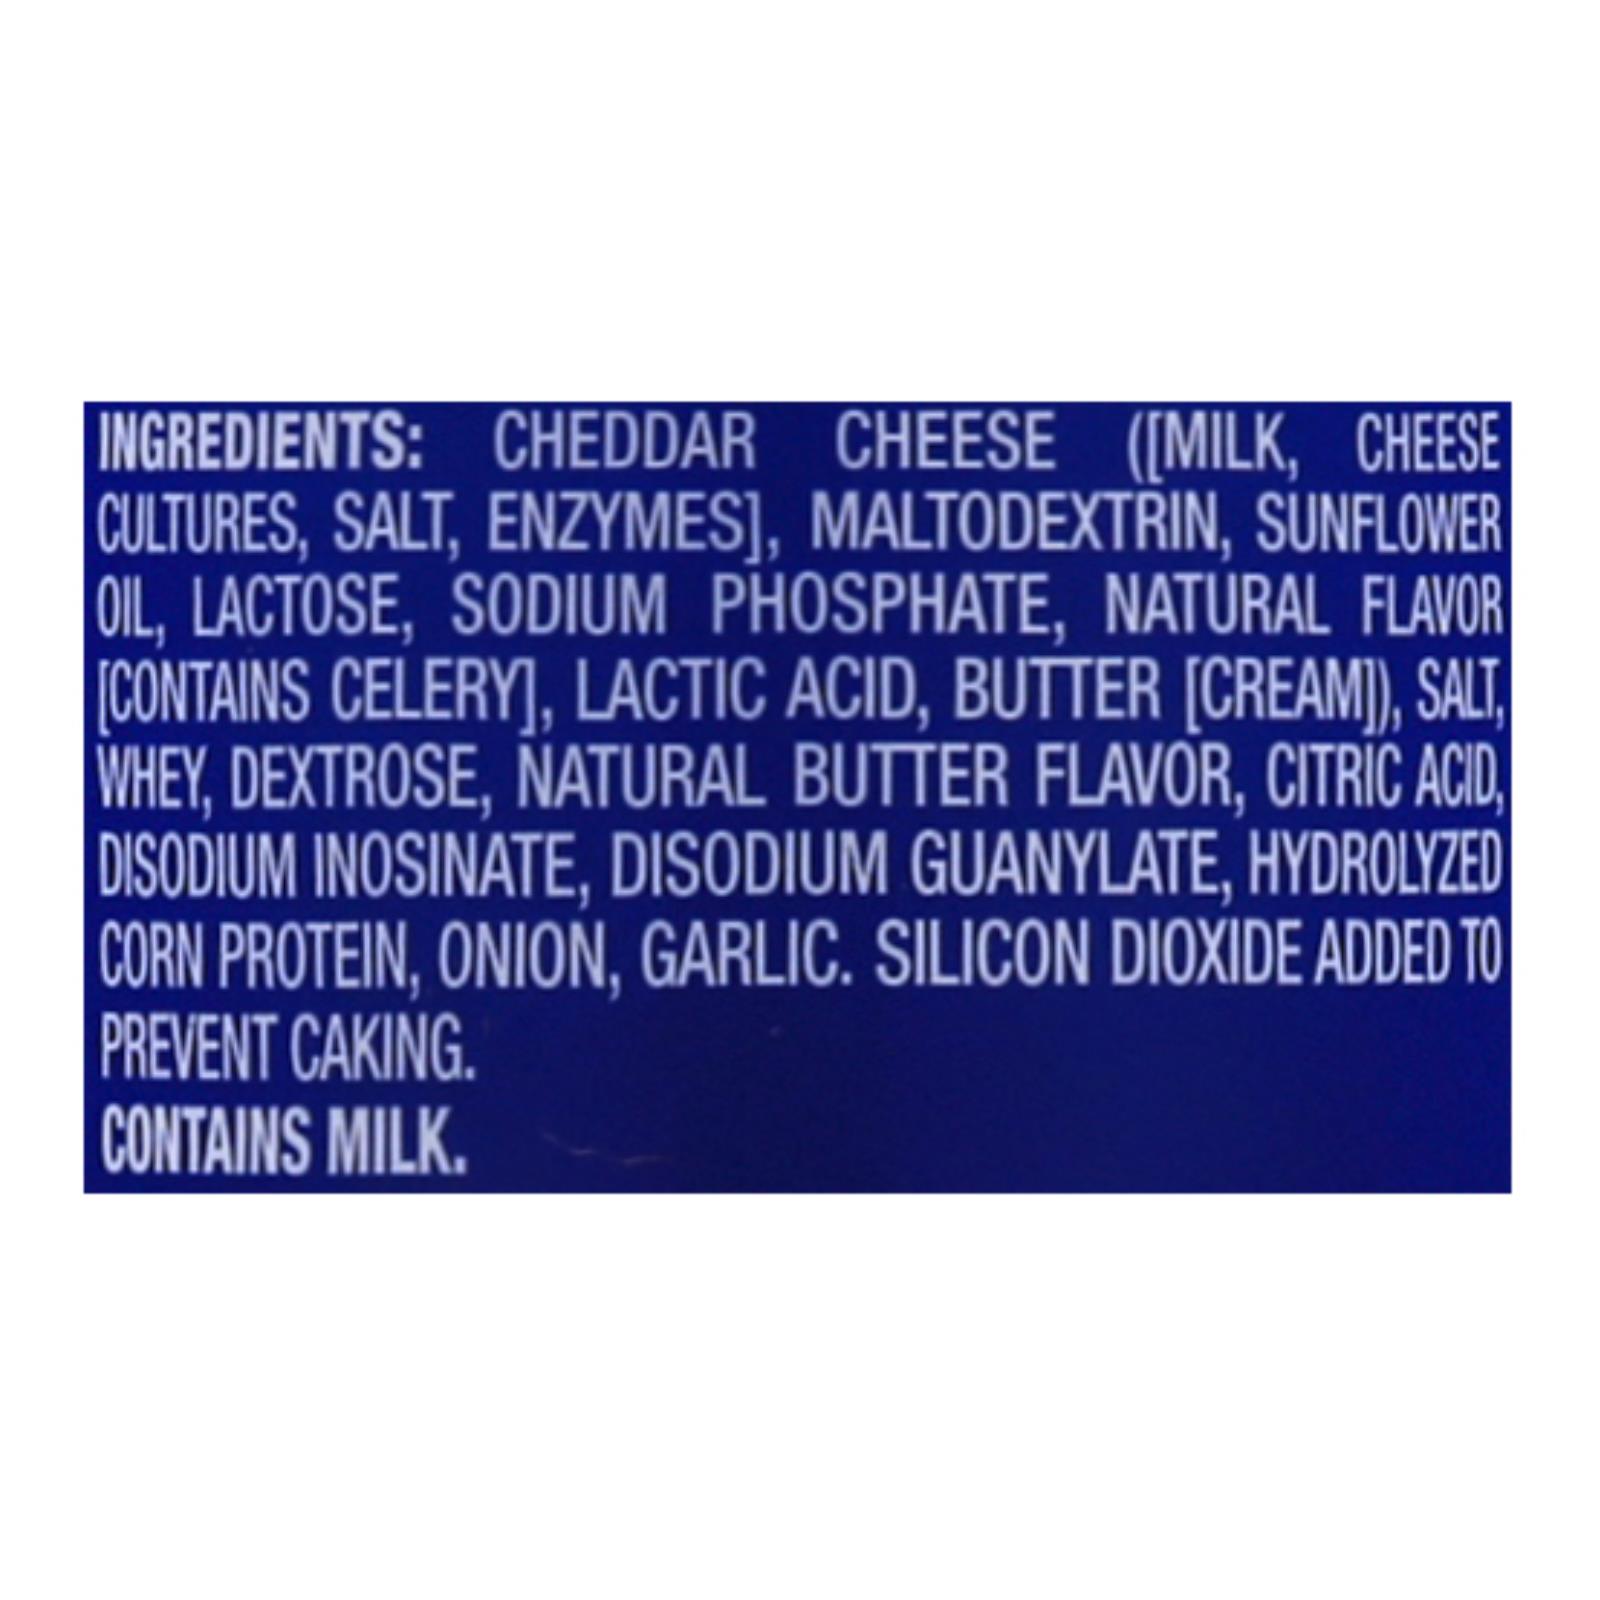 INGREDIENTS: CHEDDAR CHEESE ([MILK, CHEESE
CULTURES, SALT, ENZYMES], MALTODEXTRIN, SUNFLOWER
OIL, LACTOSE, SODIUM PHOSPHATE, NATURAL FLAVOR
[CONTAINS CELERY], LACTIC ACID, BUTTER [CREAM]), SALT,
WHEY, DEXTROSE, NATURAL BUTTER FLAVOR, CITRIC ACID,
DISODIUM INOSINATE, DISODIUM GUANYLATE, HYDROLYZED
CORN PROTEIN, ONION, GARLIC. SILICON DIOXIDE ADDED TO
PREVENT CAKING.
CONTAINS MILK.